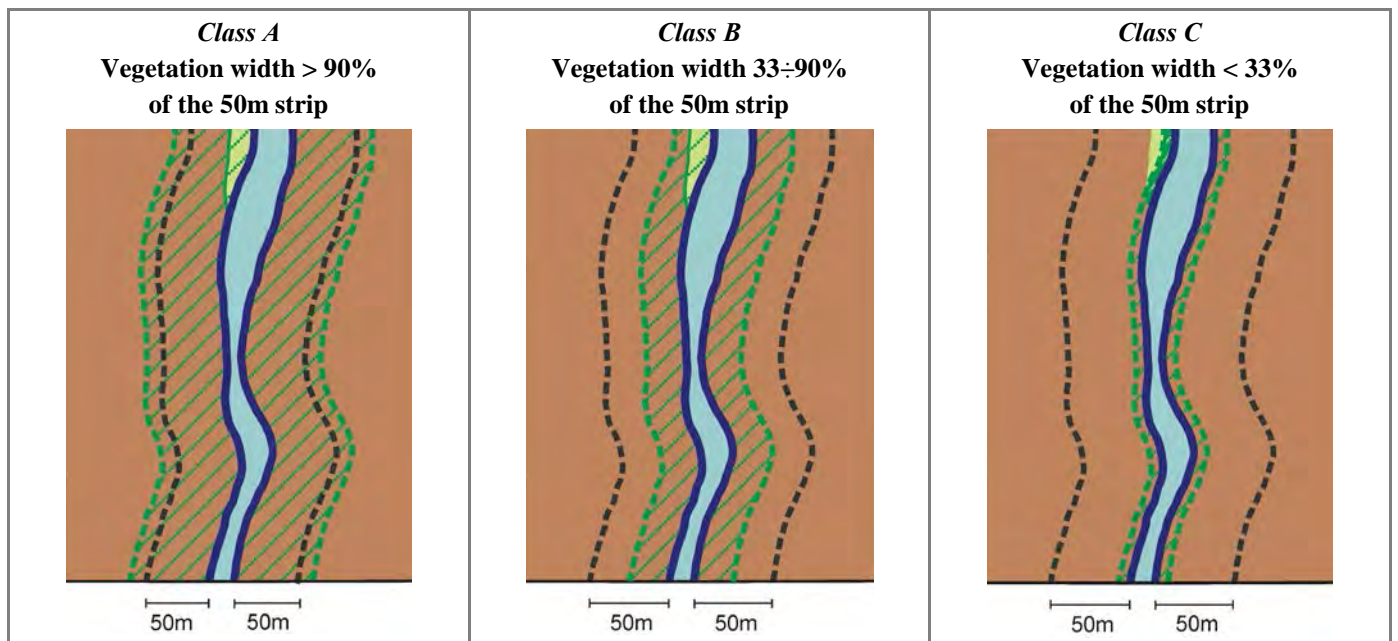 Class A
Vegetation width > 90%
of the 50m strip
50m 50m
Class B
Vegetation width 33÷90%
of the 50m strip
50m 50m
Class C
Vegetation width < 33%
of the 50m strip
50m 50m